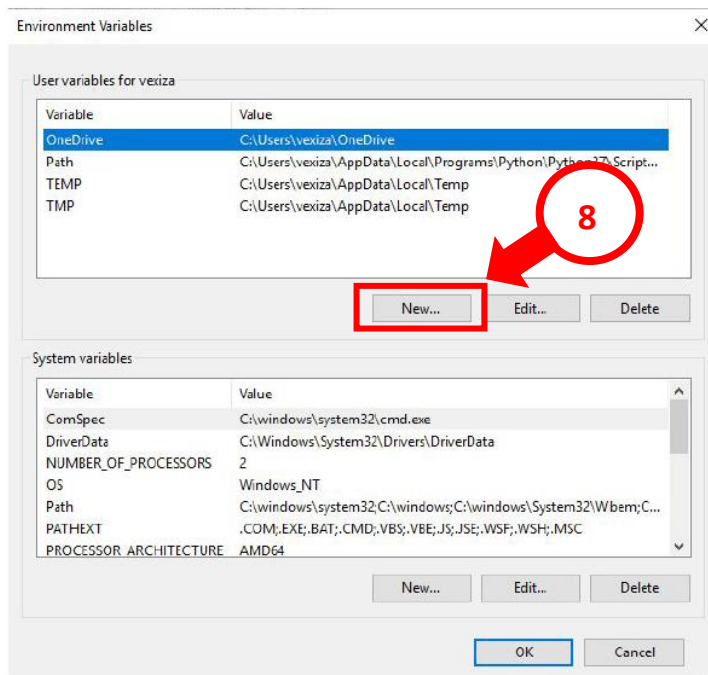 Environment Variables
User variables for vexiza
Variable Value
OneDrive C:\Users\vexiza\OneDrive
Path C:\Users\vexiza\AppData\Local\Programs\Python\Python37\Script...
TEMP C:\Users\vexiza\AppData\Local\Temp
TMP C:\Users\vexiza\AppData\Local\Temp
8
New... Edit... Delete
System variables
Variable Value
ComSpec C:\windows\system32\cmd.exe
DriverData C:\Windows\System32\Drivers\DriverData
NUMBER_OF_PROCESSORS 2
OS Windows_NT
Path C:\windows\system32;C:\windows;C:\windows\System32\Wbem;C...
PATHEXT .COM;.EXE;.BAT;.CMD;.VBS;.VBE;.JS;.JSE;.WSF;.WSH;.MSC
PROCESSOR_ARCHITECTURE AMD64
New... Edit... Delete
OK Cancel